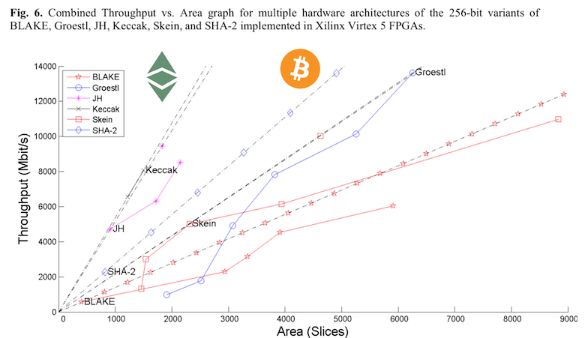 Fig. 6. Combined Throughput vs. Area graph for multiple hardware architectures of the 256-bit variants of
BLAKE, Groestl, JH, Keccak, Skein, and SHA-2 implemented in Xilinx Virtex 5 FPGAs.
14000
12000
10000
8000
6000
4000
2000
0
Throughput (Mbit/s)
BLAKE
Groestl
JH
Keccak
Skein
SHA-2
Groestl
Keccak
JH
Skein
SHA-2
BLAKE
0 1000 2000 3000 4000 5000 6000 7000 8000 9000
Area (Slices)